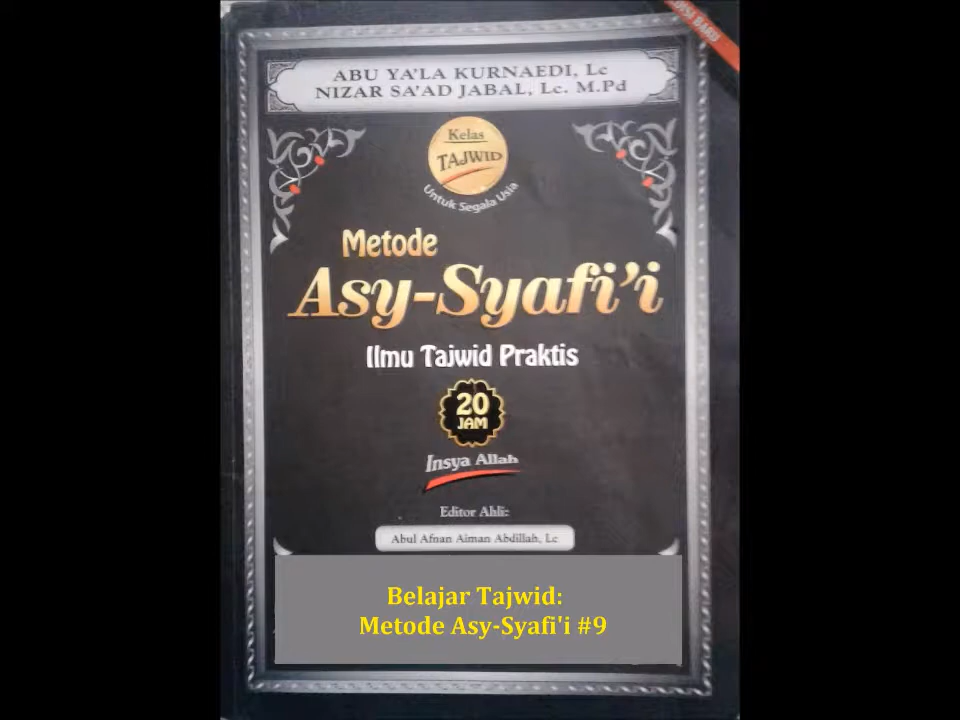 EDISI BARU
ABU YA'LA KURNAEDI, Lc
NIZAR SA'AD JABAL, Lc. M.Pd
Kelas
TAJWID
Untuk Segala Usia
Metode
Asy-Syafi'i
Ilmu Tajwid Praktis
20
JAM
Insya Allah
Editor Ahli:
Abul Afnan Aiman Abdillah, Lc
Belajar Tajwid:
Metode Asy-Syafi'i #9